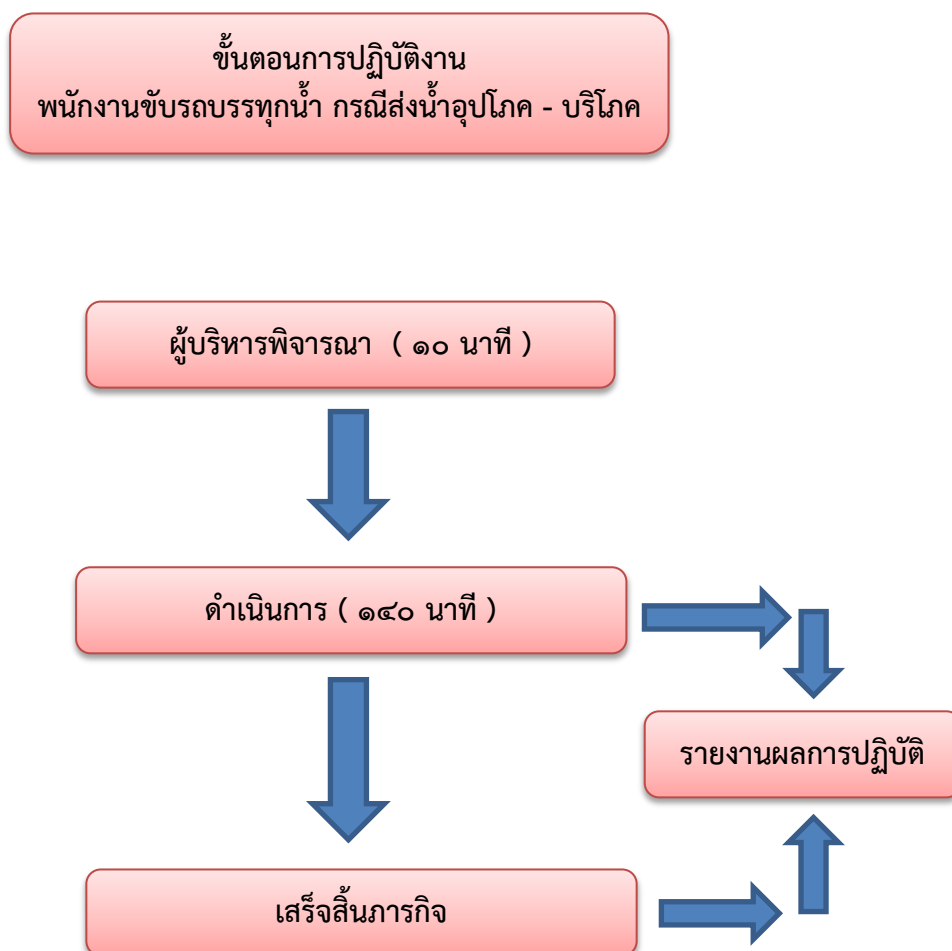 ขั้นตอนการปฏิบัติงาน
พนักงานขับรถบรรทุกน้ำ กรณีส่งน้ำอุปโภค - บริโภค
ผู้บริหารพิจารณา ( ๑๐ นาที )
ดำเนินการ ( ๑๔๐ นาที )
รายงานผลการปฏิบัติ
เสร็จสิ้นภารกิจ